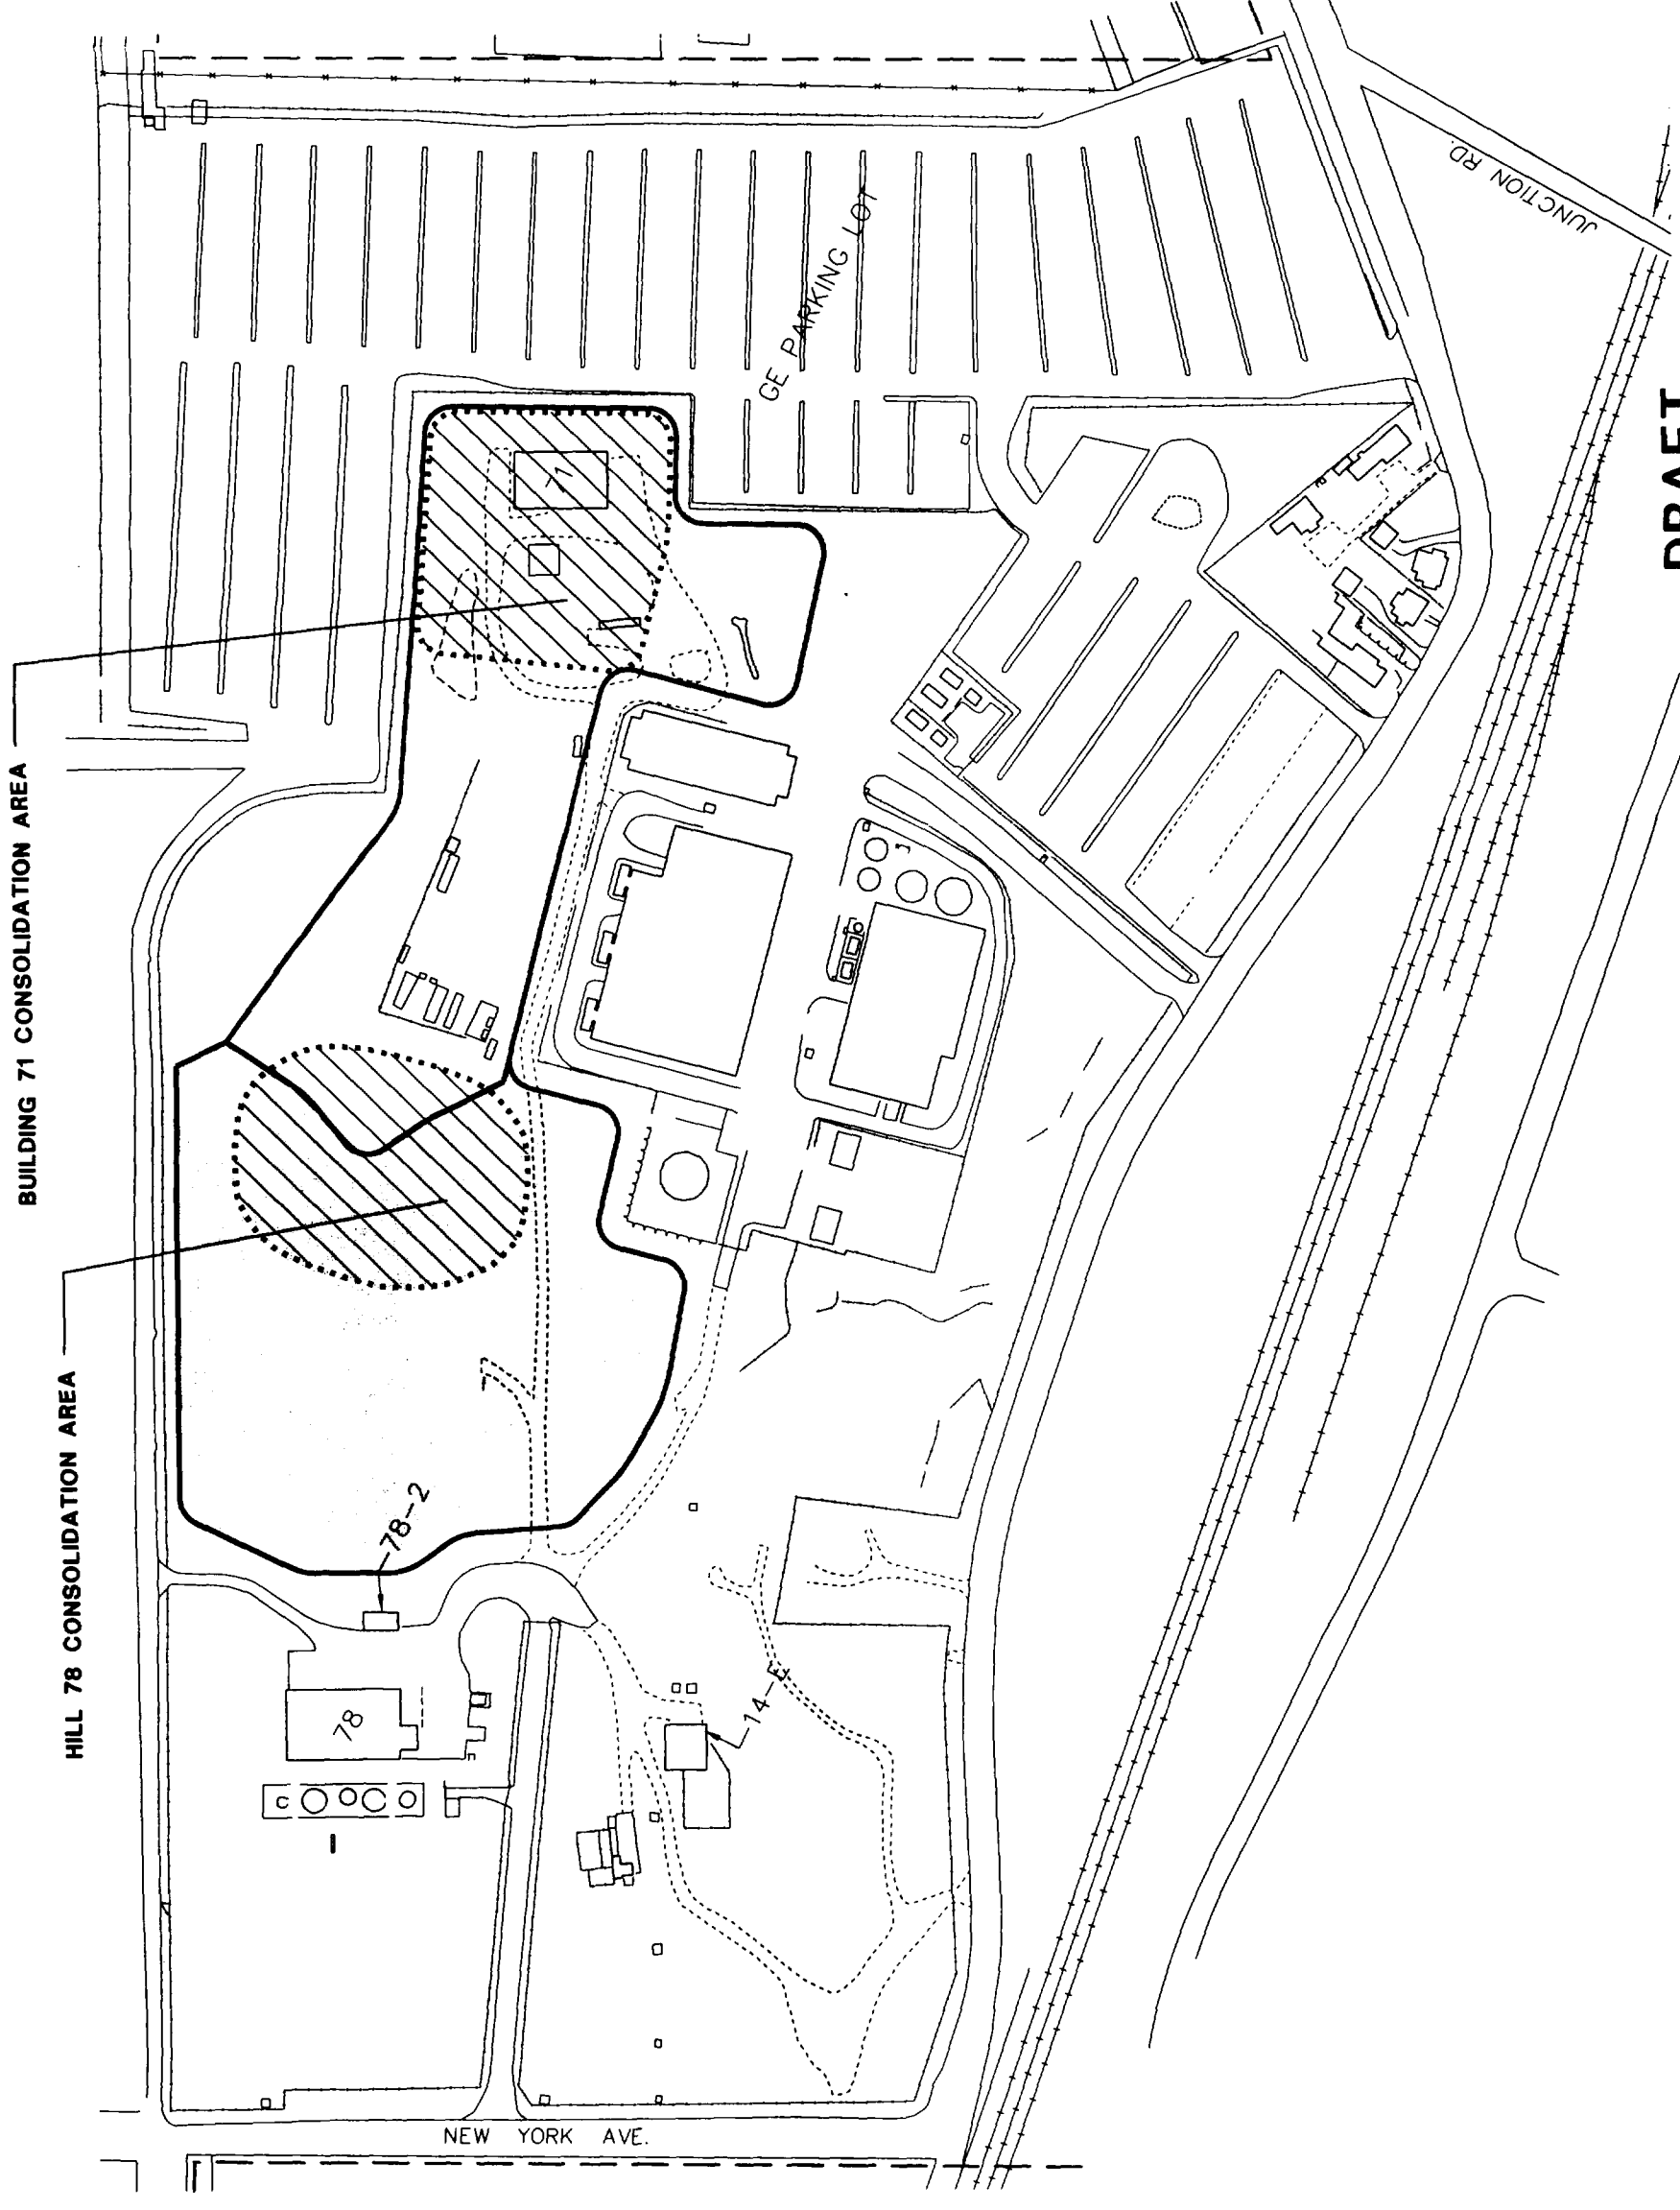 BUILDING 71 CONSOLIDATION AREA
HILL 78 CONSOLIDATION AREA
GE PARKING LOT
JUNCTION RD.
71
78-2
78
14-
NEW YORK AVE.